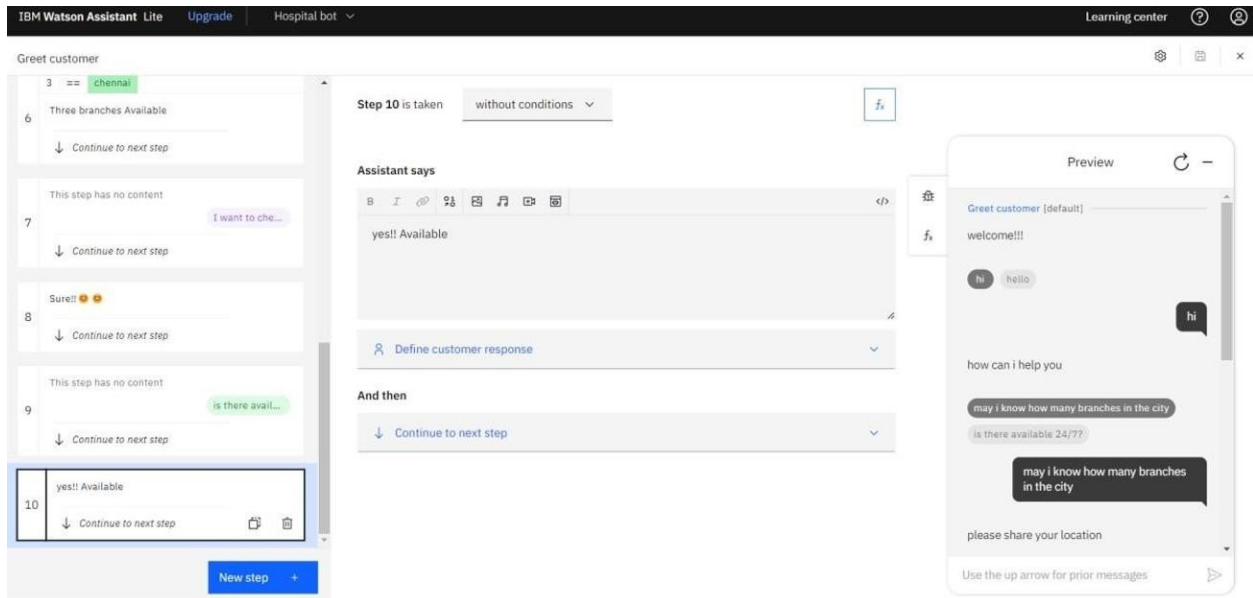 IBM Watson Assistant Lite Upgrade Hospital bot Learning center
Greet customer
3 == chennai
6 Three branches Available
Continue to next step
This step has no content
7 I want to che...
Continue to next step
Sure!!
8
Continue to next step
This step has no content
9 is there avail...
Continue to next step
yes!! Available
10
Continue to next step
New step +
Step 10 is taken without conditions
fx
Assistant says
B I </>
yes!! Available
Define customer response
And then
Continue to next step
fx
Preview
Greet customer [default]
welcome!!!
hi hello
hi
how can i help you
may i know how many branches in the city
is there available 24/7?
may i know how many branches
in the city
please share your location
Use the up arrow for prior messages